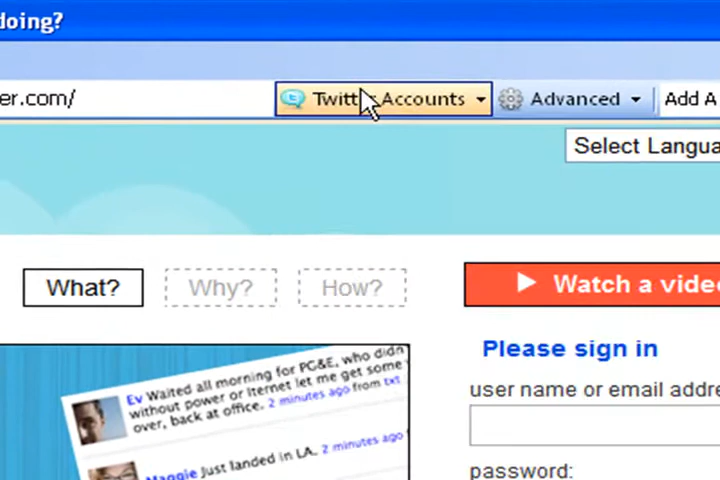 doing?
er.com/
Twitter Accounts
Advanced
Add A
Select Langua
What?
Why?
How?
Watch a vide
Please sign in
user name or email addre
Ev Waited all morning for PG&E, who didn
without power or Iternet let me get some
over, back at office. 2 minutes ago from txt
Maggie Just landed in LA. 2 minutes ago
password: